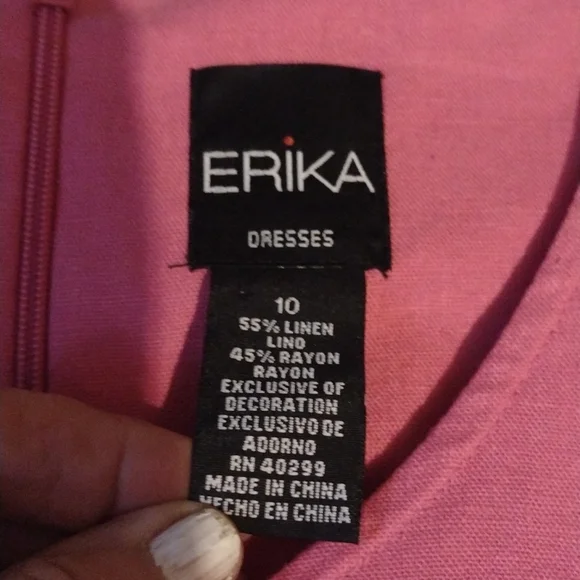 ERiKA
DRESSES
10
55% LINEN
LINO
45% RAYON
RAYON
EXCLUSIVE OF
DECORATION
EXCLUSIVO DE
ADORNO
RN 40299
MADE IN CHINA
HECHO EN CHINA